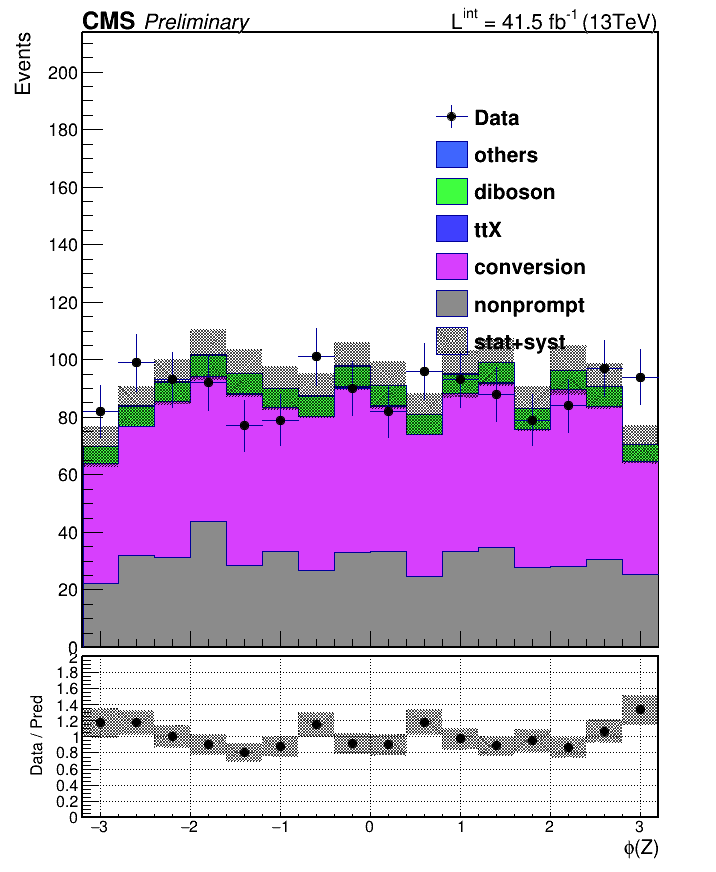 CMS Preliminary
L^int = 41.5 fb^-1 (13TeV)
Events
200
180
160
140
120
100
80
60
40
20
0
Data
others
diboson
ttX
conversion
nonprompt
stat+syst
Data / Pred
2
1.8
1.6
1.4
1.2
1
0.8
0.6
0.4
0.2
0
−3 −2 −1 0 1 2 3
ϕ(Z)